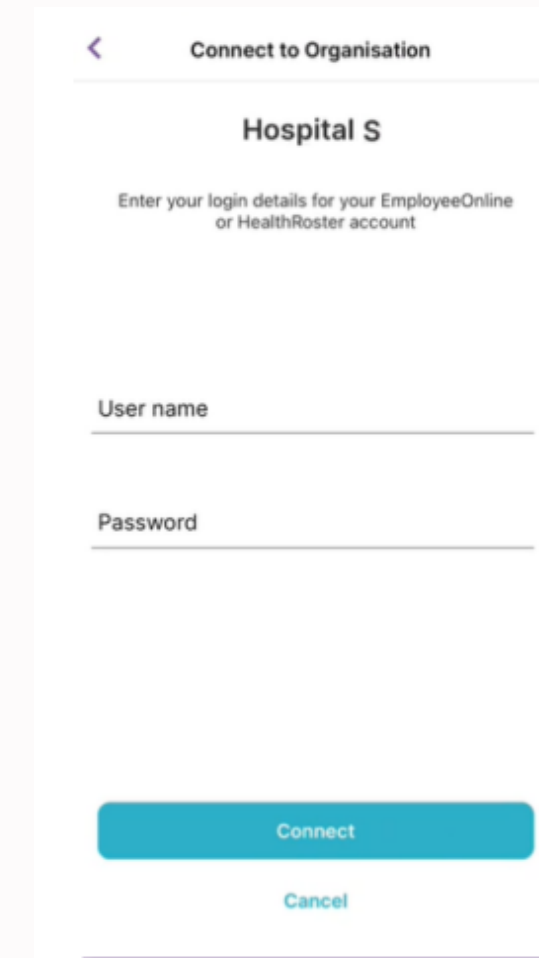 Connect to Organisation
Hospital S
Enter your login details for your EmployeeOnline
or HealthRoster account
User name
Password
Connect
Cancel